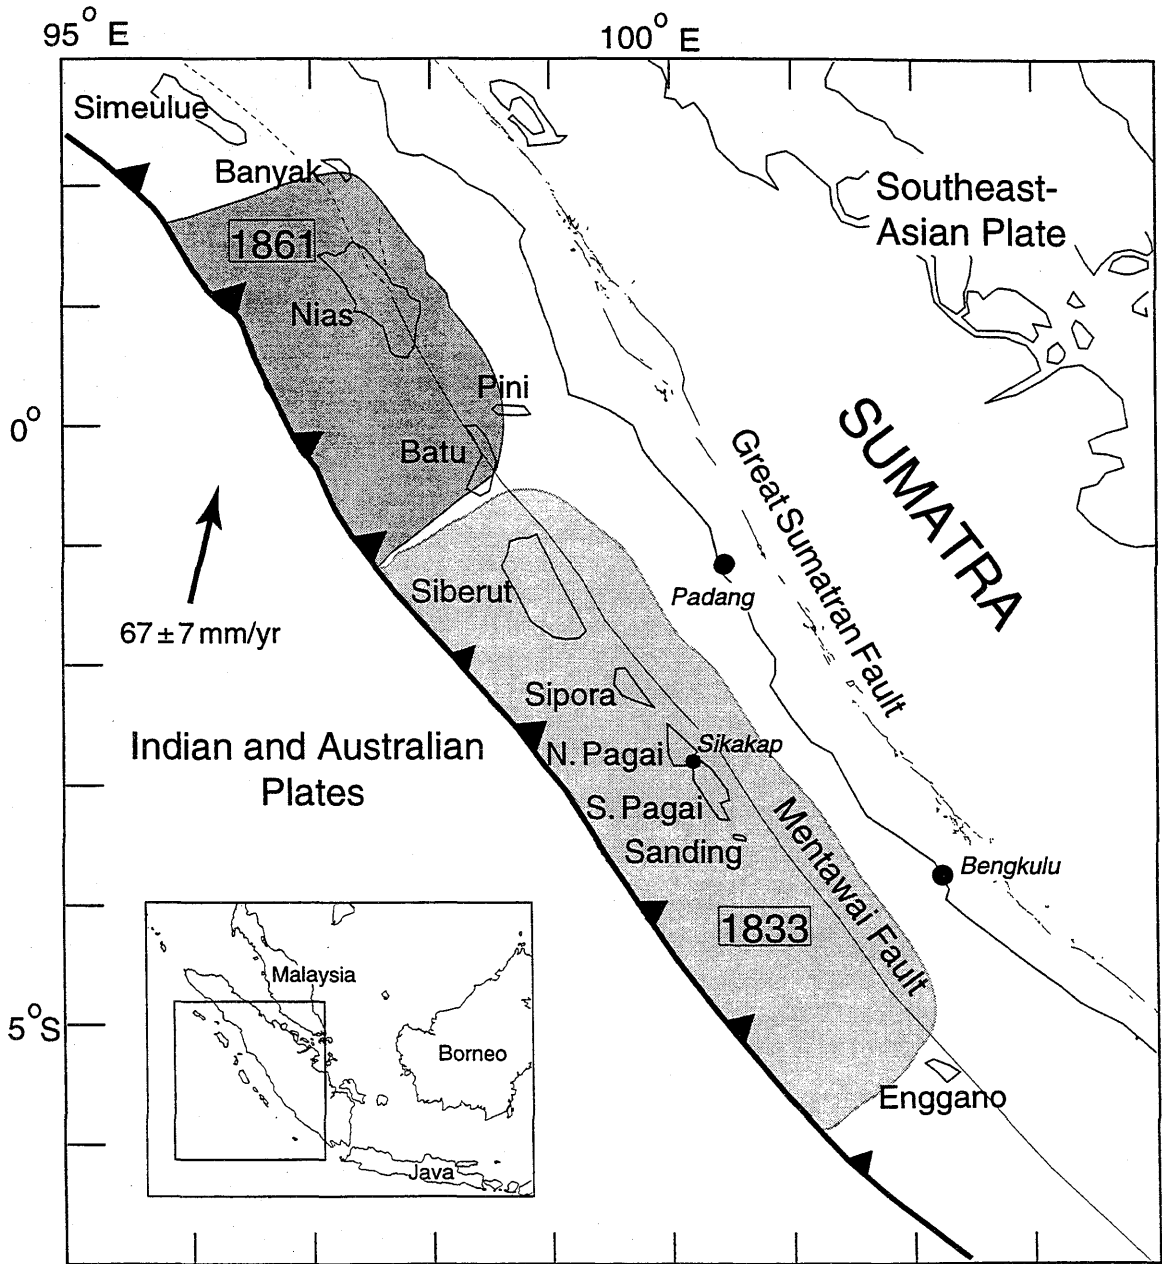 95° E
100° E
Simeulue
Banyak
Southeast-
Asian Plate
1861
Nias
Pini
0°
Batu
SUMATRA
Great Sumatran Fault
Siberut
Padang
67±7 mm/yr
Sipora
Indian and Australian
Plates
N. Pagai
Sikakap
S. Pagai
Sanding
Mentawai Fault
Bengkulu
1833
Malaysia
5°S
Borneo
Enggano
Java